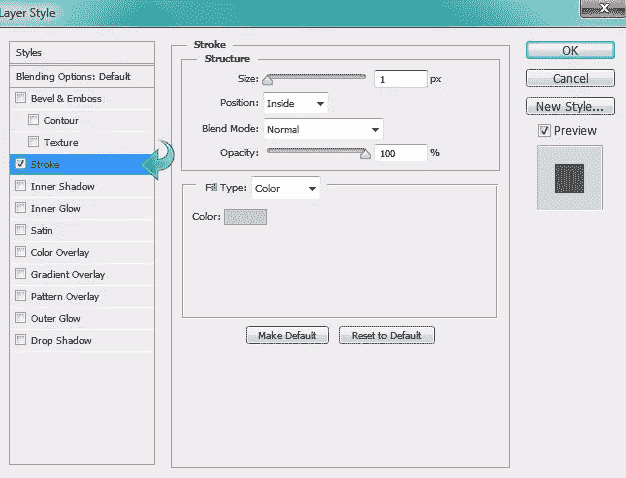 Layer Style
Styles
Blending Options: Default
Bevel & Emboss
Contour
Texture
Stroke
Inner Shadow
Inner Glow
Satin
Color Overlay
Gradient Overlay
Pattern Overlay
Outer Glow
Drop Shadow
Stroke
Structure
Size: 1 px
Position: Inside
Blend Mode: Normal
Opacity: 100 %
Fill Type: Color
Color:
Make Default Reset to Default
OK
Cancel
New Style...
Preview